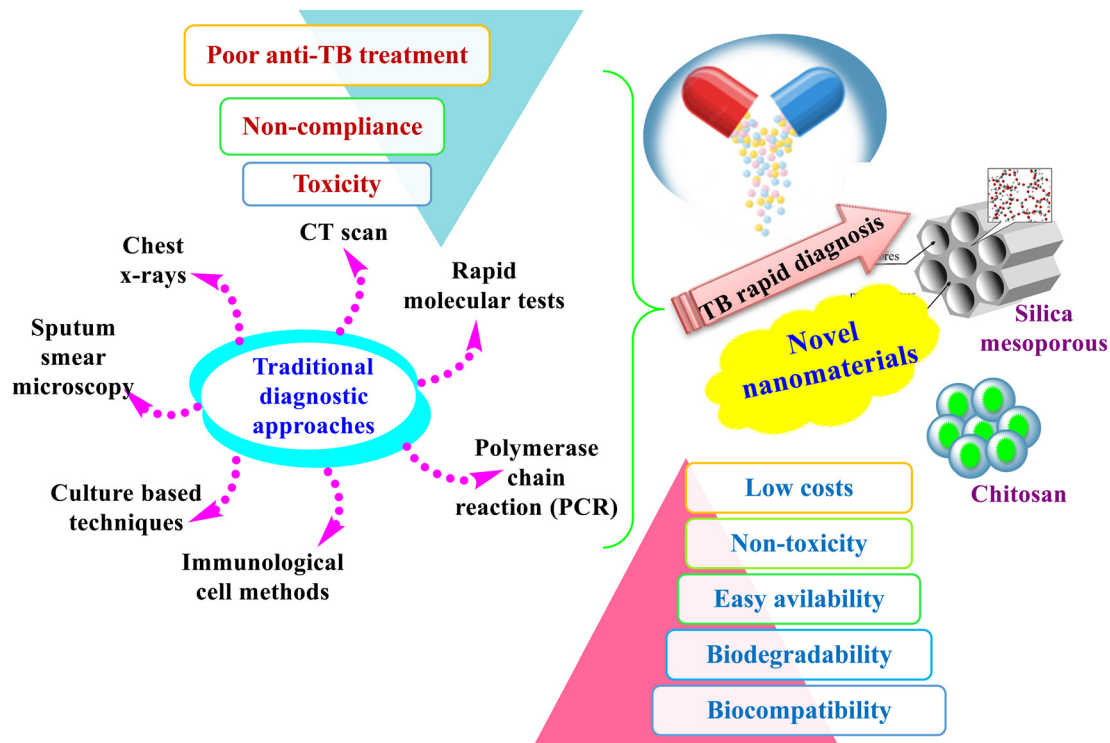 Poor anti-TB treatment
Non-compliance
Toxicity
CT scan
Chest
x-rays
Rapid
molecular tests
Sputum
smear
microscopy
Traditional
diagnostic
approaches
Polymerase
chain
reaction (PCR)
Culture based
techniques
Immunological
cell methods
TB rapid diagnosis
Novel
nanomaterials
Silica
mesoporous
Chitosan
Low costs
Non-toxicity
Easy avilability
Biodegradability
Biocompatibility